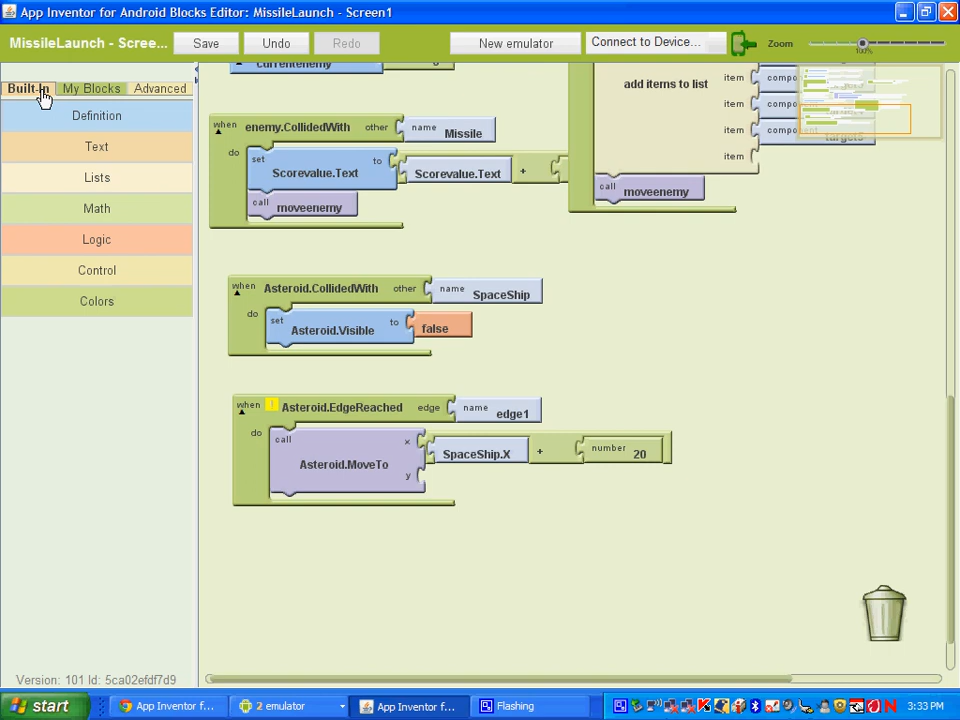 App Inventor for Android Blocks Editor: MissileLaunch - Screen1
MissileLaunch - Scree...
Save
Undo
Redo
New emulator
Connect to Device...
Zoom
100%
Built-In
My Blocks
Advanced
Definition
Text
Lists
Math
Logic
Control
Colors
currentenemy
add items to list
item
compo
item
compo
item
component
item
call
moveenemy
when
enemy.CollidedWith
other
name
Missile
do
set
Scorevalue.Text
to
Scorevalue.Text
+
call
moveenemy
when
Asteroid.CollidedWith
other
name
SpaceShip
do
set
Asteroid.Visible
to
false
when
!
Asteroid.EdgeReached
edge
name
edge1
do
call
Asteroid.MoveTo
x
SpaceShip.X
+
number
20
y
Version: 101 Id: 5ca02efdf7d9
start
App Inventor f...
2 emulator
App Inventor f...
Flashing
3:33 PM